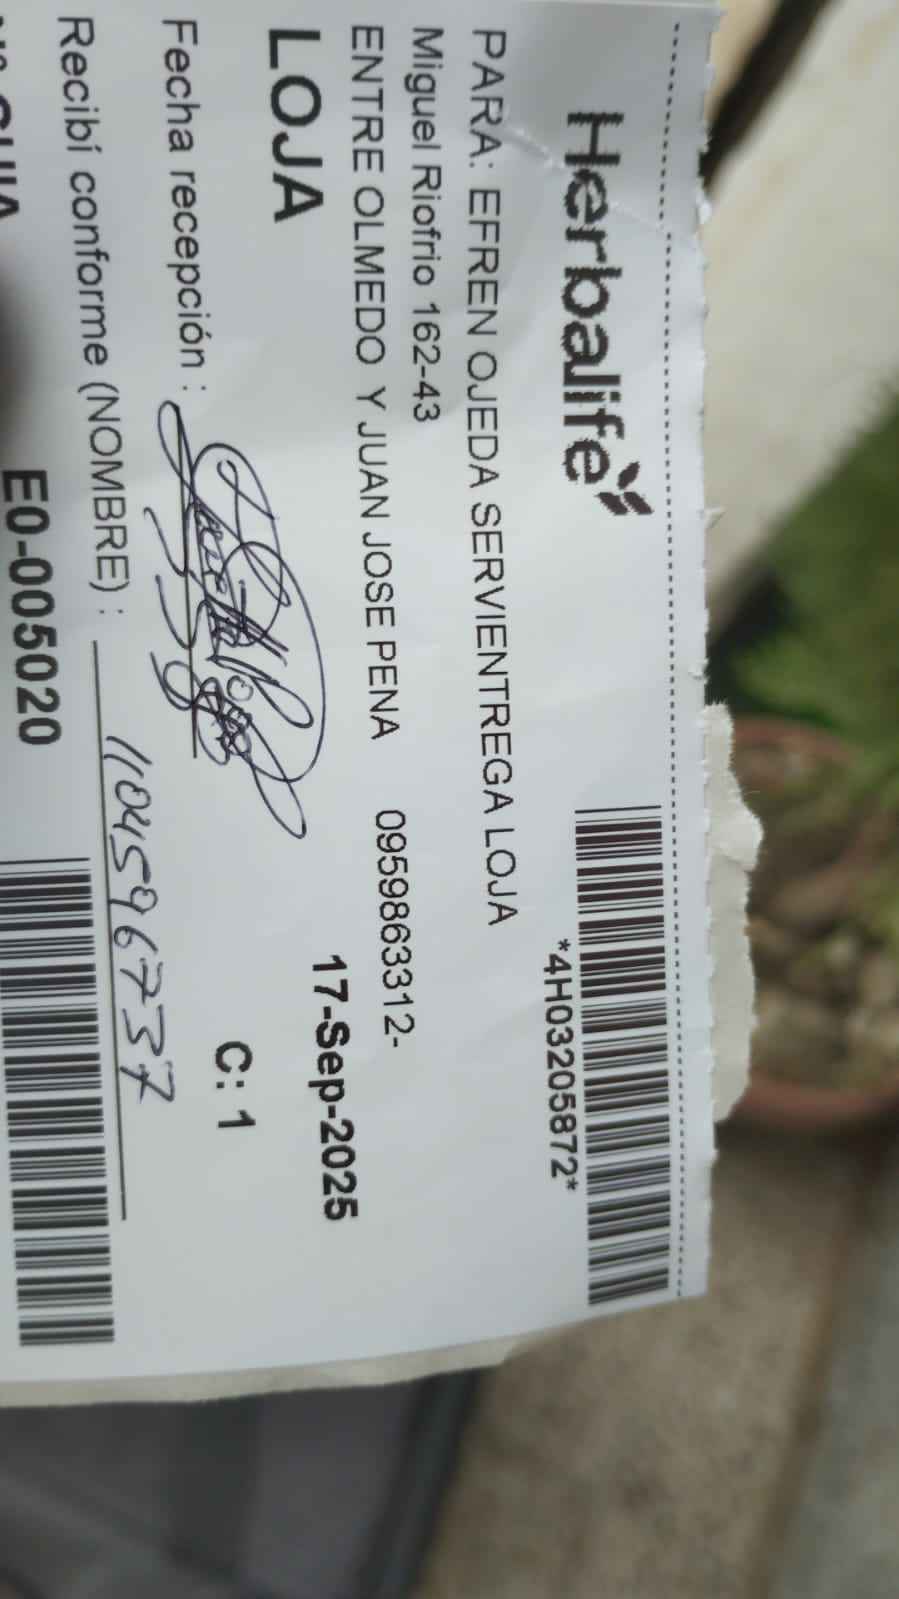 Herbalife
*4H03205872*
PARA: EFREN OJEDA SERVIENTREGA LOJA
Miguel Riofrio 162-43
ENTRE OLMEDO Y JUAN JOSE PENA 0959863312-
LOJA
17-Sep-2025
Fecha recepción :
C: 1
Recibí conforme (NOMBRE) : 1104596737
E0-005020